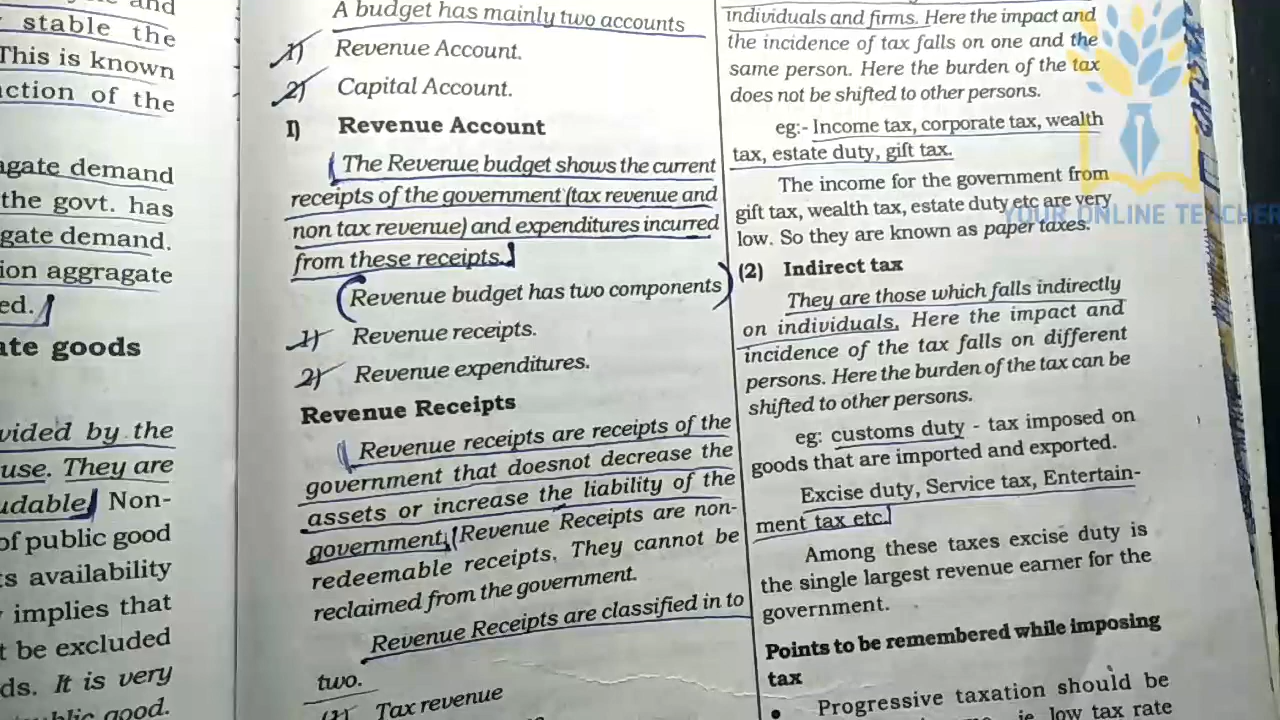 and
stable the
This is known
ction of the
gate demand
the govt. has
gate demand.
ion aggragate
ed.
ate goods
vided by the
use. They are
udable Non-
of public good
s availability
implies that
t be excluded
ds. It is very
public good.
A budget has mainly two accounts
1) Revenue Account.
2) Capital Account.
I) Revenue Account
The Revenue budget shows the current
receipts of the government (tax revenue and
non tax revenue) and expenditures incurred
from these receipts.
Revenue budget has two components
1) Revenue receipts.
2) Revenue expenditures.
Revenue Receipts
Revenue receipts are receipts of the
government that doesnot decrease the
assets or increase the liability of the
government. Revenue Receipts are non-
redeemable receipts. They cannot be
reclaimed from the government.
Revenue Receipts are classified in to
two.
(1) Tax revenue
individuals and firms. Here the impact and
the incidence of tax falls on one and the
same person. Here the burden of the tax
does not be shifted to other persons.
eg:- Income tax, corporate tax, wealth
tax, estate duty, gift tax.
The income for the government from
gift tax, wealth tax, estate duty etc are very
low. So they are known as paper taxes.
(2) Indirect tax
They are those which falls indirectly
on individuals. Here the impact and
incidence of the tax falls on different
persons. Here the burden of the tax can be
shifted to other persons.
eg: customs duty - tax imposed on
goods that are imported and exported.
Excise duty, Service tax, Entertain-
ment tax etc.
Among these taxes excise duty is
the single largest revenue earner for the
government.
Points to be remembered while imposing
tax
• Progressive taxation should be
ie, low tax rate
YOUR ONLINE TEACHER